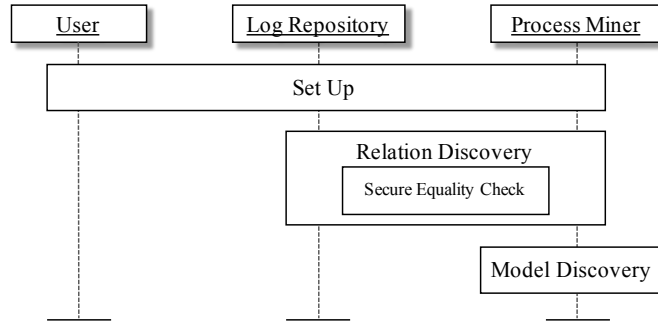 User
Log Repository
Process Miner
Set Up
Relation Discovery
Secure Equality Check
Model Discovery